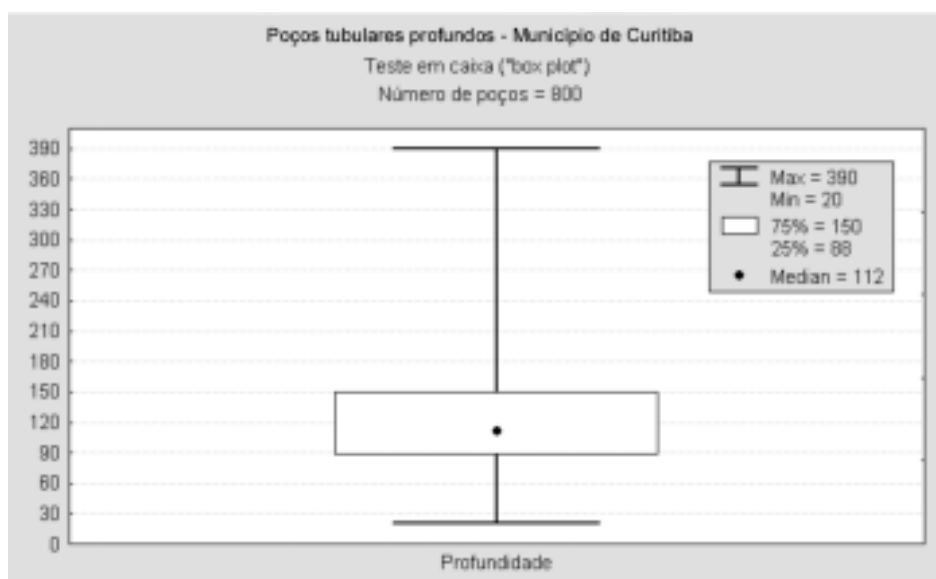 Poços tubulares profundos - Município de Curitiba
Teste em caixa ("box plot")
Número de poços = 800
390
360
330
300
270
240
210
180
150
120
90
60
30
0
Max = 390
Min = 20
75% = 150
25% = 88
Median = 112
Profundidade